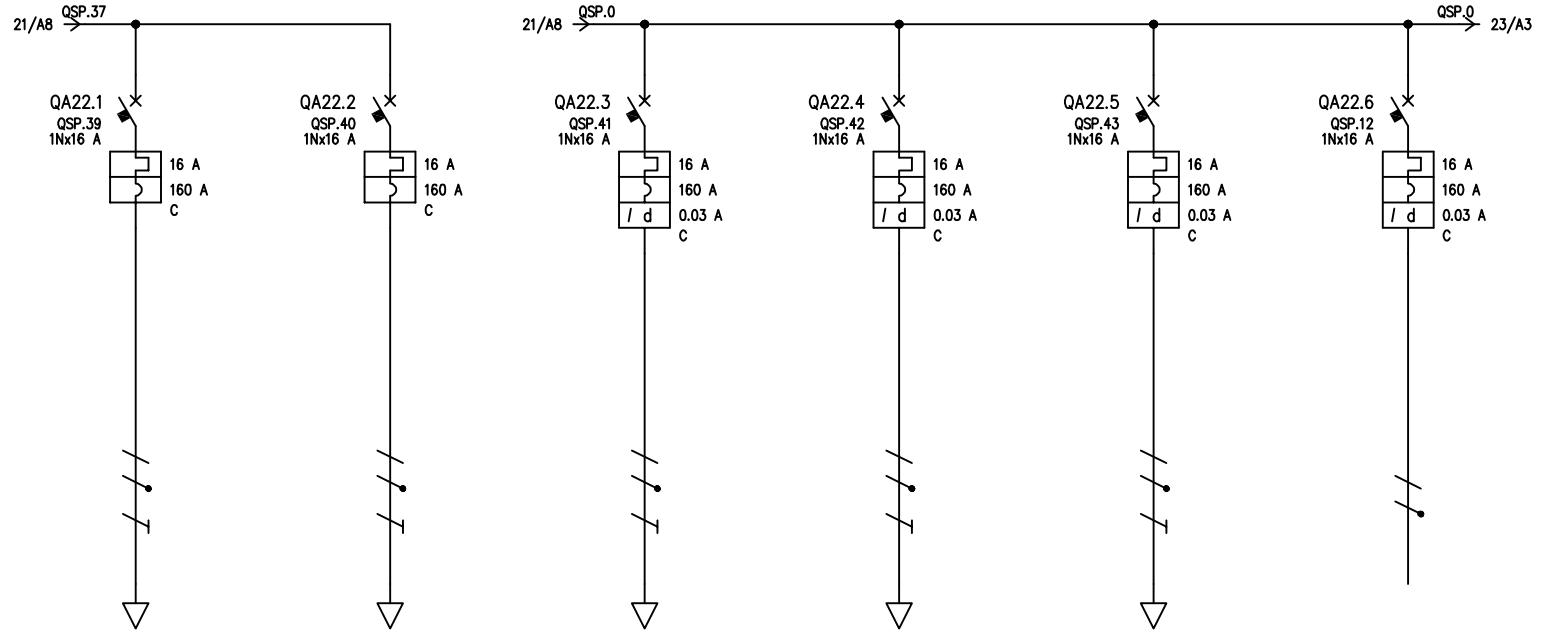 21/A8
QSP.37
21/A8
QSP.0
QSP.0
23/A3
QA22.1
QSP.39
1Nx16 A
16 A
160 A
C
QA22.2
QSP.40
1Nx16 A
16 A
160 A
C
QA22.3
QSP.41
1Nx16 A
16 A
160 A
I d
0.03 A
C
QA22.4
QSP.42
1Nx16 A
16 A
160 A
I d
0.03 A
C
QA22.5
QSP.43
1Nx16 A
16 A
160 A
I d
0.03 A
C
QA22.6
QSP.12
1Nx16 A
16 A
160 A
I d
0.03 A
C